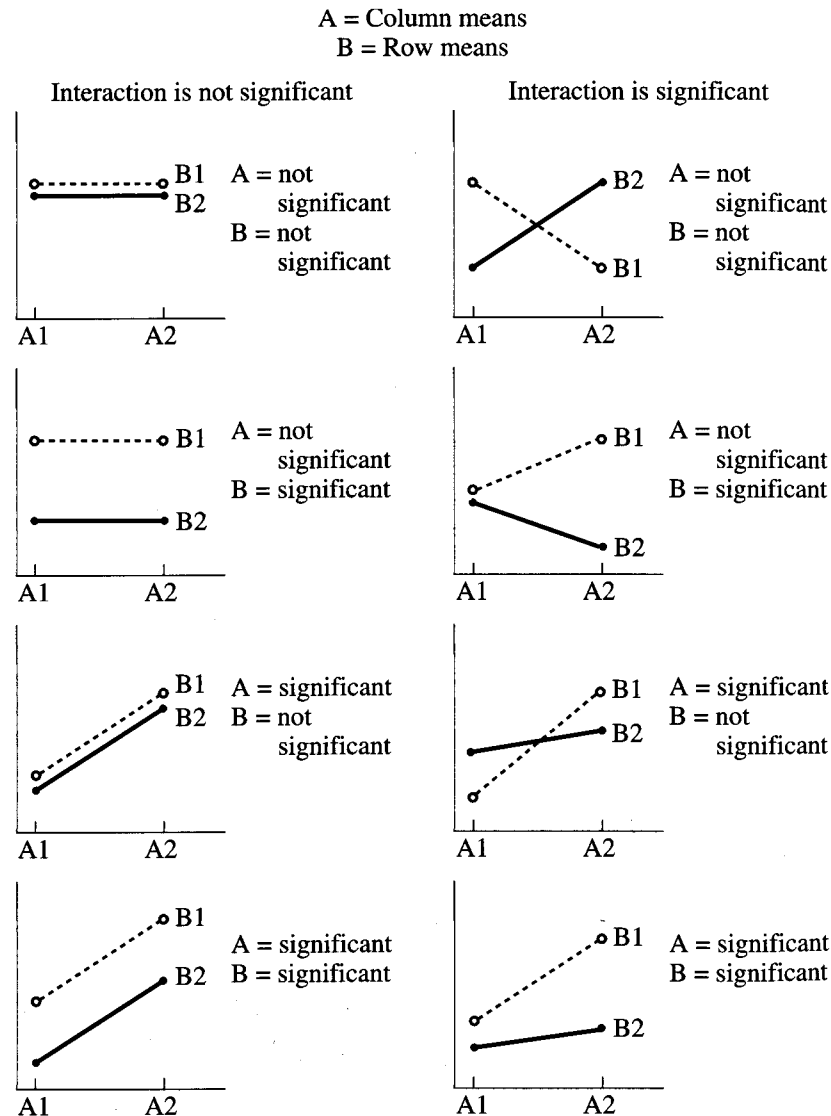 A = Column means
B = Row means
Interaction is not significant
B1
B2
A = not
significant
B = not
significant
A1 A2
B1
B2
A = not
significant
B = significant
A1 A2
B1
B2
A = significant
B = not
significant
A1 A2
B1
B2
A = significant
B = significant
A1 A2
Interaction is significant
B2
B1
A = not
significant
B = not
significant
A1 A2
B1
B2
A = not
significant
B = significant
A1 A2
B1
B2
A = significant
B = not
significant
A1 A2
B1
B2
A = significant
B = significant
A1 A2